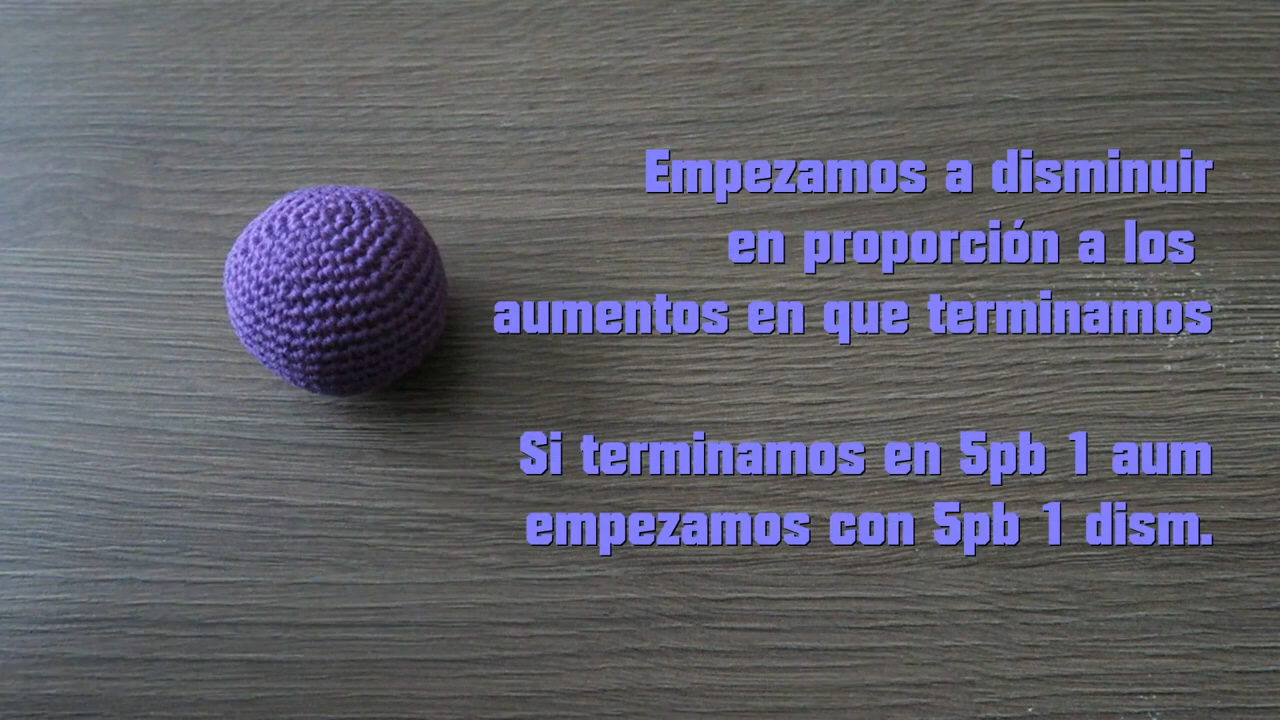 Empezamos a disminuir
en proporción a los
aumentos en que terminamos
Si terminamos en 5pb 1 aum
empezamos con 5pb 1 dism.